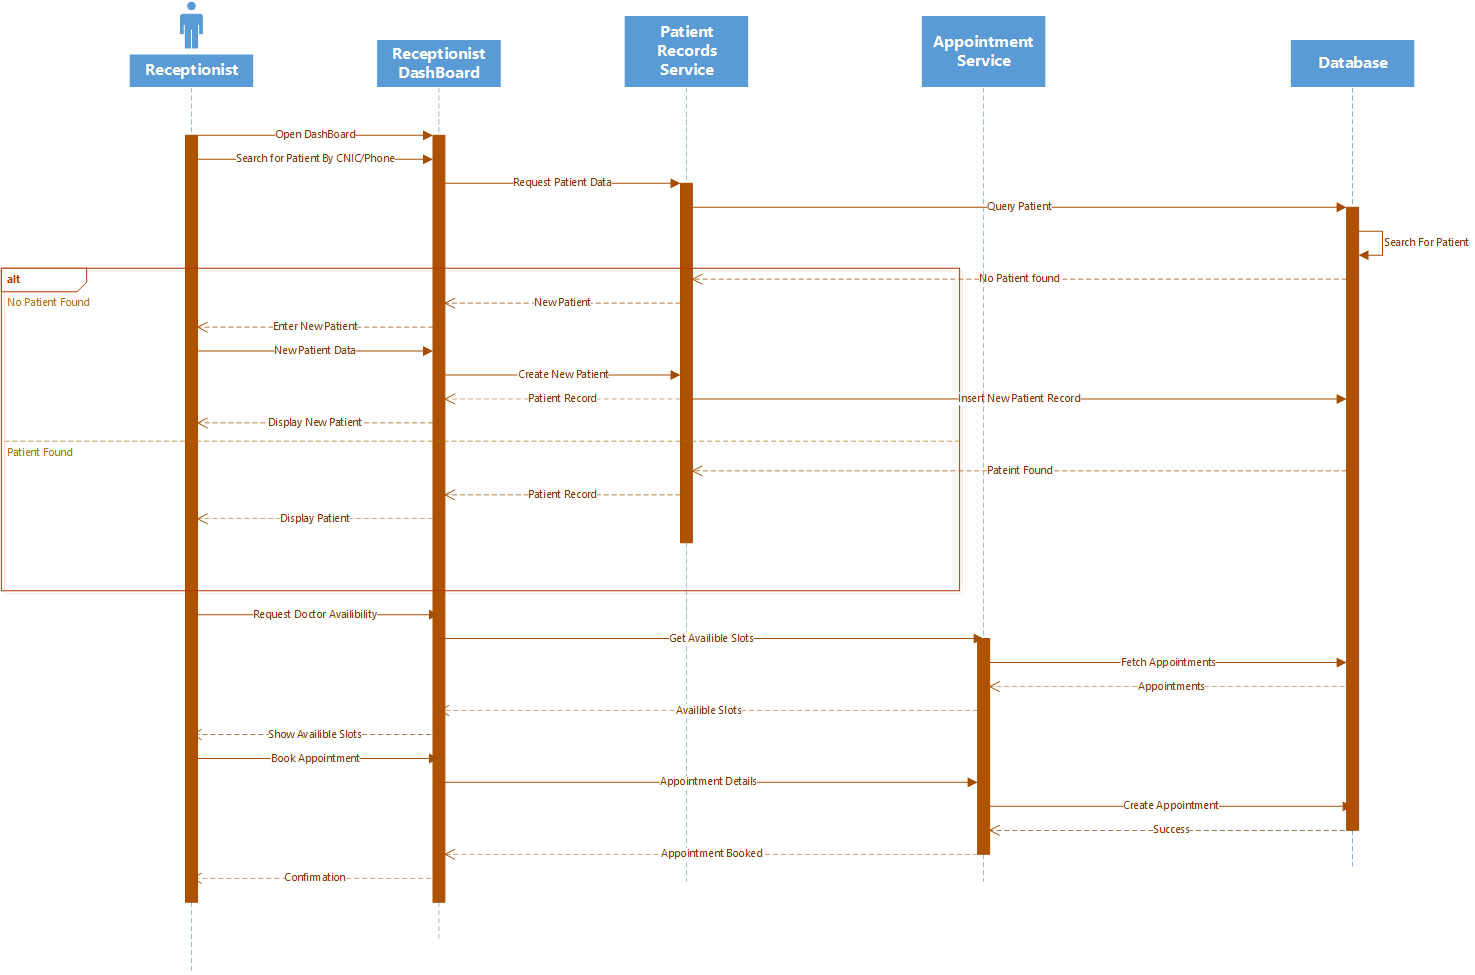 Receptionist
Receptionist
DashBoard
Patient
Records
Service
Appointment
Service
Database
Open DashBoard
Search for Patient By CNIC/Phone
Request Patient Data
Query Patient
Search For Patient
alt
No Patient found
No Patient Found
New Patient
Enter New Patient
New Patient Data
Create New Patient
Patient Record
Insert New Patient Record
Display New Patient
Patient Found
Pateint Found
Patient Record
Display Patient
Request Doctor Availibility
Get Availible Slots
Fetch Appointments
Appointments
Availible Slots
Show Availible Slots
Book Appointment
Appointment Details
Create Appointment
Success
Appointment Booked
Confirmation